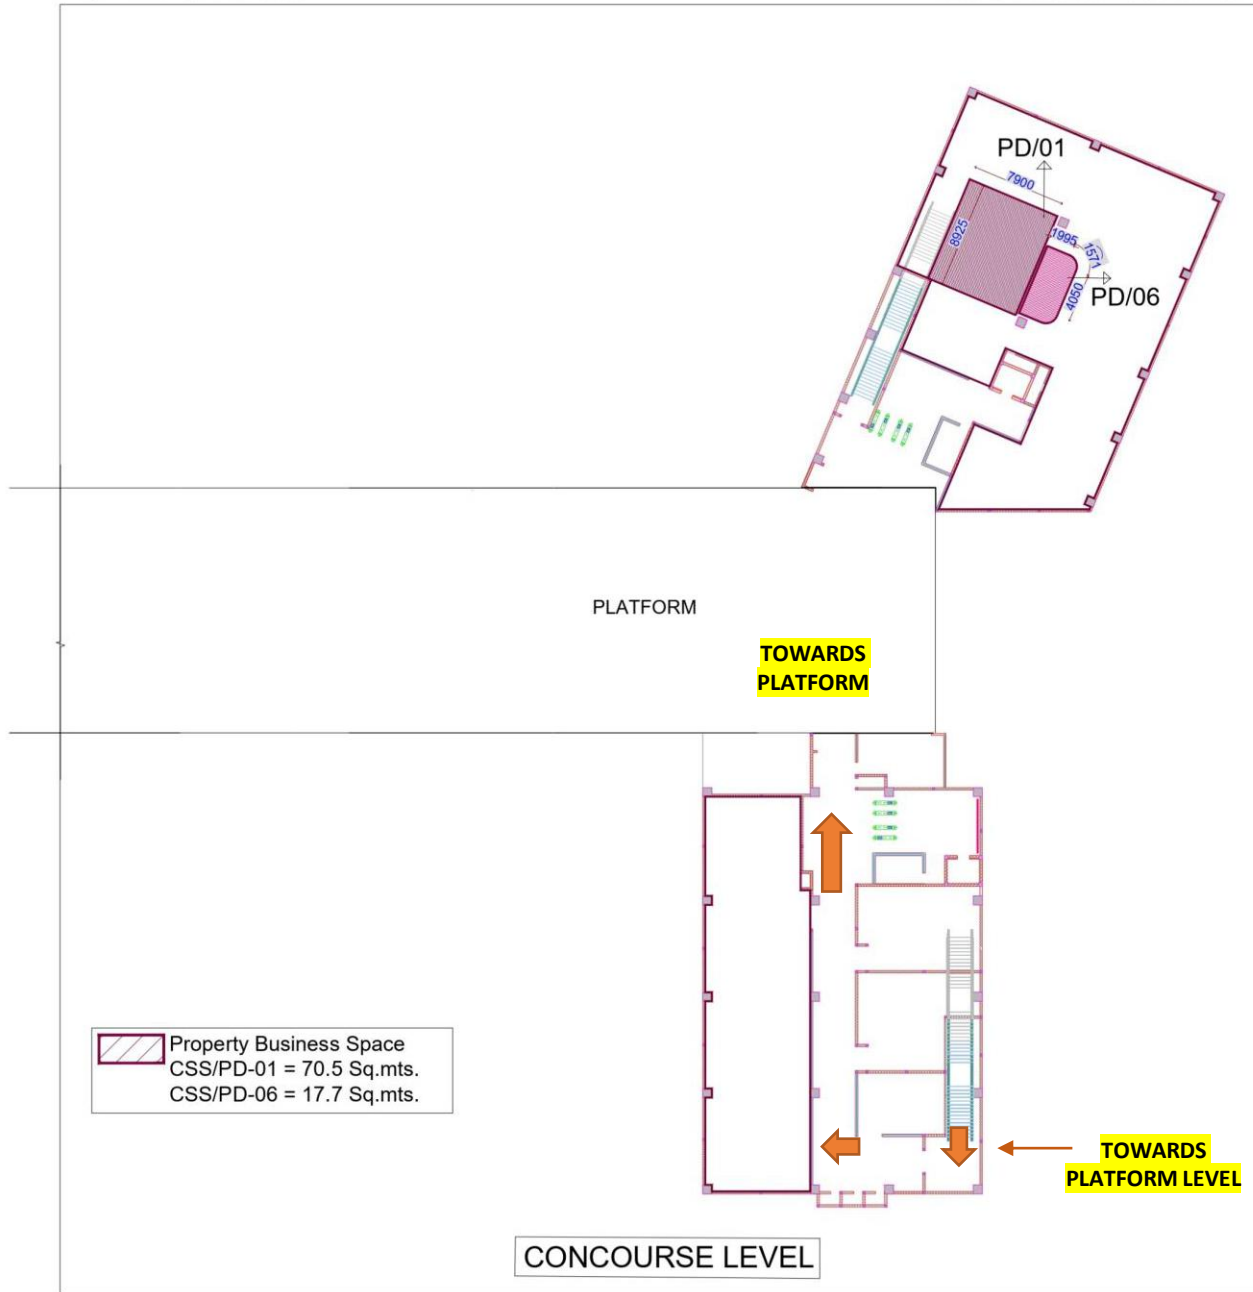 PD/01
7900
8925
1995
1571
4050
PD/06
PLATFORM
TOWARDS
PLATFORM
Property Business Space
CSS/PD-01 = 70.5 Sq.mts.
CSS/PD-06 = 17.7 Sq.mts.
TOWARDS
PLATFORM LEVEL
CONCOURSE LEVEL